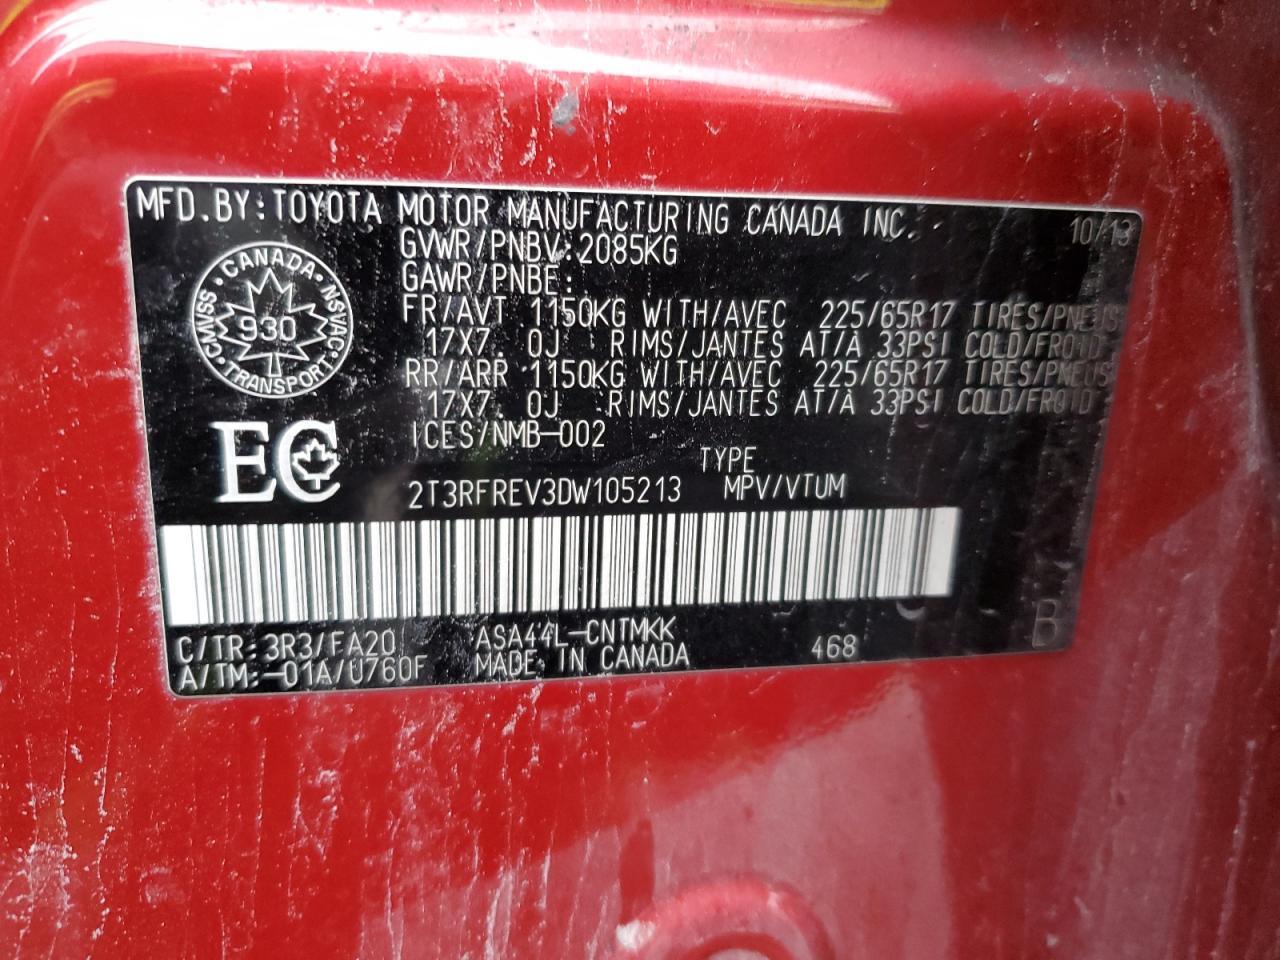 MFD.BY:TOYOTA MOTOR MANUFACTURING CANADA INC. 10/13
GVWR/PNBV:2085KG
GAWR/PNBE:
FR/AVT 1150KG WITH/AVEC 225/65R17 TIRES/PNEUS
17X7.0J RIMS/JANTES AT/À 33PSI COLD/FROID
RR/ARR 1150KG WITH/AVEC 225/65R17 TIRES/PNEUS
17X7.0J RIMS/JANTES AT/À 33PSI COLD/FROID
ICES/NMB-002
CANADA
CMVSS NSVAC
930
TRANSPORT
EC
TYPE
2T3RFREV3DW105213 MPV/VTUM
C/TR:3R3/FA20 ASA44L-CNTMKK 468 B
A/TM:-01A/U760F MADE IN CANADA